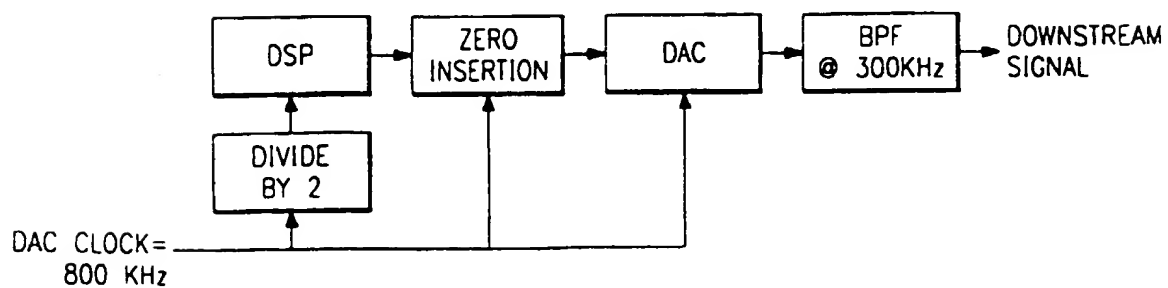 DSP
ZERO
INSERTION
DAC
BPF
@ 300KHz
DOWNSTREAM
SIGNAL
DIVIDE
BY 2
DAC CLOCK=
800 KHz